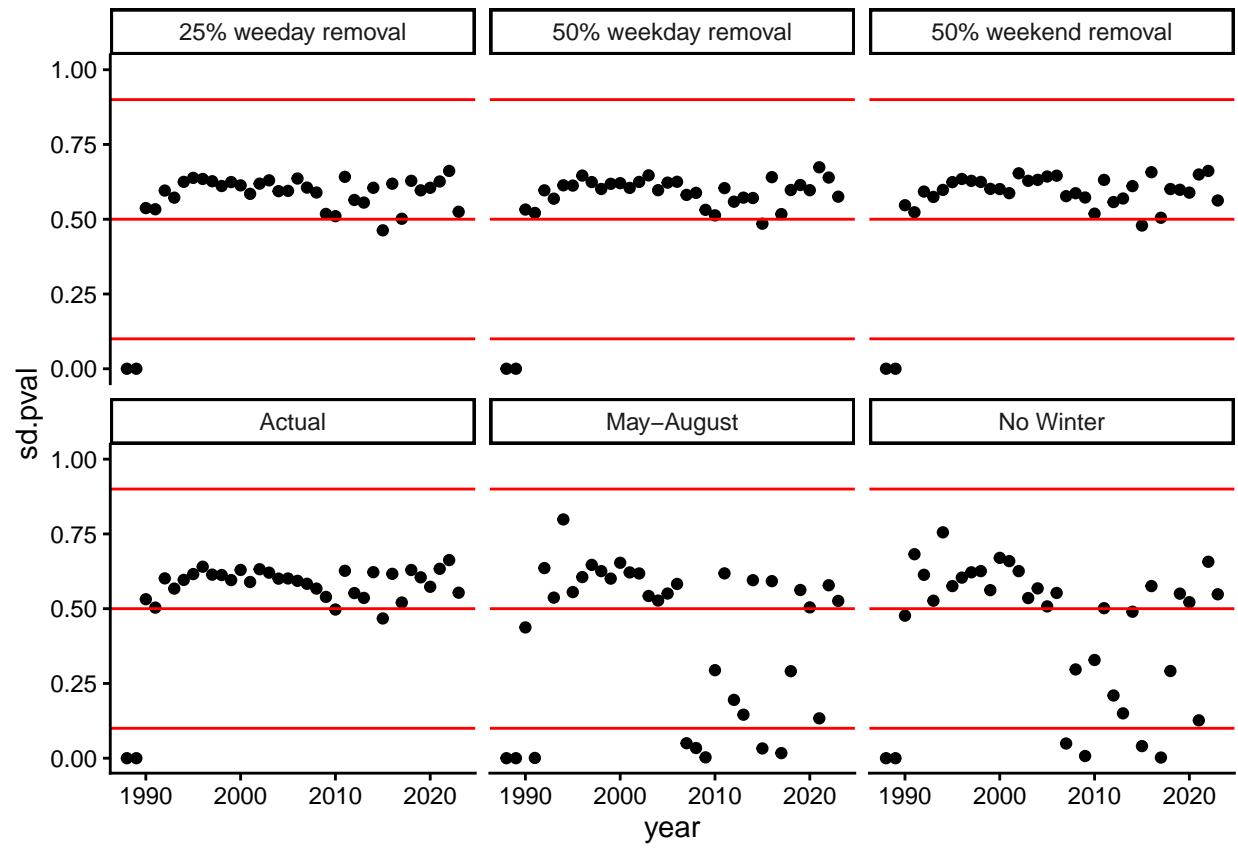 25% weeday removal
50% weekday removal
50% weekend removal
1.00
0.75
0.50
0.25
0.00
sd.pval
Actual
May−August
No Winter
1.00
0.75
0.50
0.25
0.00
1990 2000 2010 2020
1990 2000 2010 2020
1990 2000 2010 2020
year